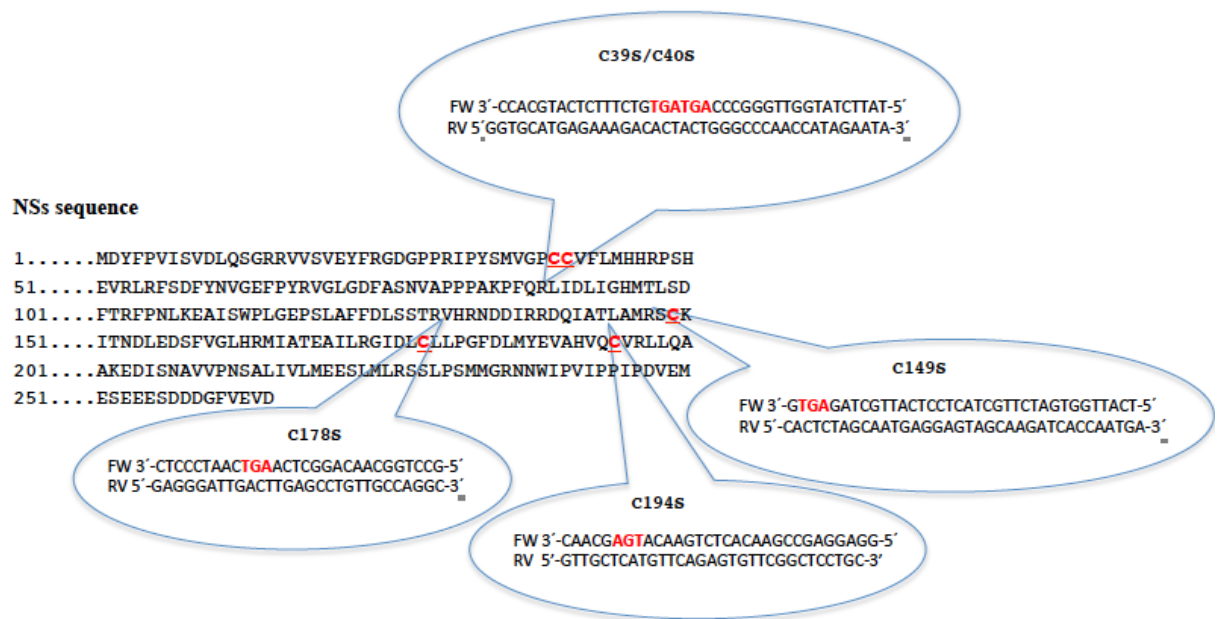 C39S/C40S
FW 3´-CCACGTACTCTTTCTGTGATGACCCGGGTTGGTATCTTAT-5´
RV 5´GGTGCATGAGAAAGACACTACTGGGCCCAACCATAGAATA-3´
NSs sequence
1......MDYFPVISVDLQSGRRVVSVEYFRGDGPPRIPYSMVGPCCVFLMHHRPSH
51.....EVRLRFSDFYNVGEFPYRVGLGDFASNVAPPPAKPFQRLIDLIGHMTLSD
101....FTRFPNLKEAISWPLGEPSLAFFDLSSTRVHRNDDIRRDQIATLAMRSCK
151....ITNDLEDSFVGLHRMIATEAILRGIDLCLLPGFDLMYEVAHVQCVRLLQA
201....AKEDISNAVVPNSALIVLMEESLMLRSSLPSMMGRNNWIPVIPPIPDVEM
251....ESEEESDDDGFVEVD
C149S
FW 3´-GTGAGATCGTTACTCCTCATCGTTCTAGTGGTTACT-5´
RV 5´-CACTCTAGCAATGAGGAGTAGCAAGATCACCAATGA-3´
C178S
FW 3´-CTCCCTAACTGAACTCGGACAACGGTCCG-5´
RV 5´-GAGGGATTGACTTGAGCCTGTTGCCAGGC-3´
C194S
FW 3´-CAACGAGTACAAGTCTCACAAGCCGAGGAGG-5´
RV 5’-GTTGCTCATGTTCAGAGTGTTCGGCTCCTGC-3’